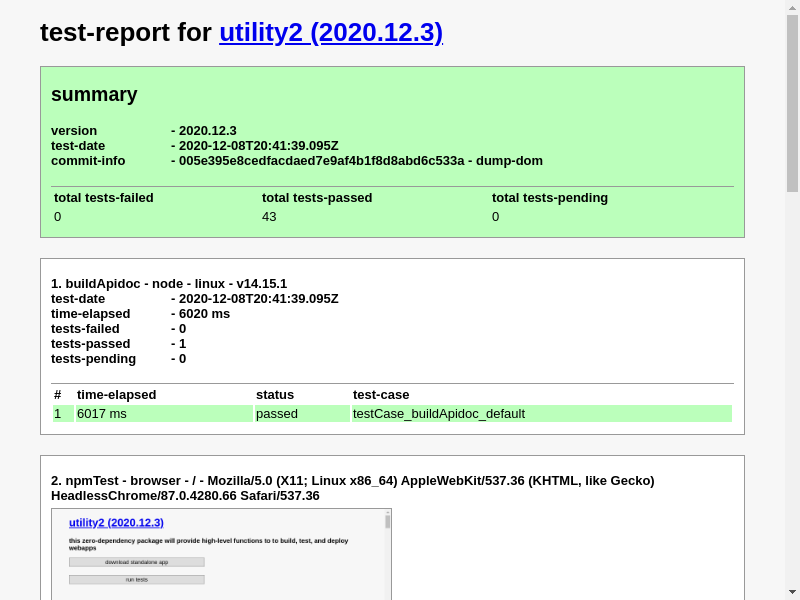 test-report for utility2 (2020.12.3)
summary
version - 2020.12.3
test-date - 2020-12-08T20:41:39.095Z
commit-info - 005e395e8cedfacdaed7e9af4b1f8d8abd6c533a - dump-dom
total tests-failed total tests-passed total tests-pending
0 43 0
1. buildApidoc - node - linux - v14.15.1
test-date - 2020-12-08T20:41:39.095Z
time-elapsed - 6020 ms
tests-failed - 0
tests-passed - 1
tests-pending - 0
# time-elapsed status test-case
1 6017 ms passed testCase_buildApidoc_default
2. npmTest - browser - / - Mozilla/5.0 (X11; Linux x86_64) AppleWebKit/537.36 (KHTML, like Gecko)
HeadlessChrome/87.0.4280.66 Safari/537.36
utility2 (2020.12.3)
this zero-dependency package will provide high-level functions to to build, test, and deploy
webapps
download standalone app
run tests